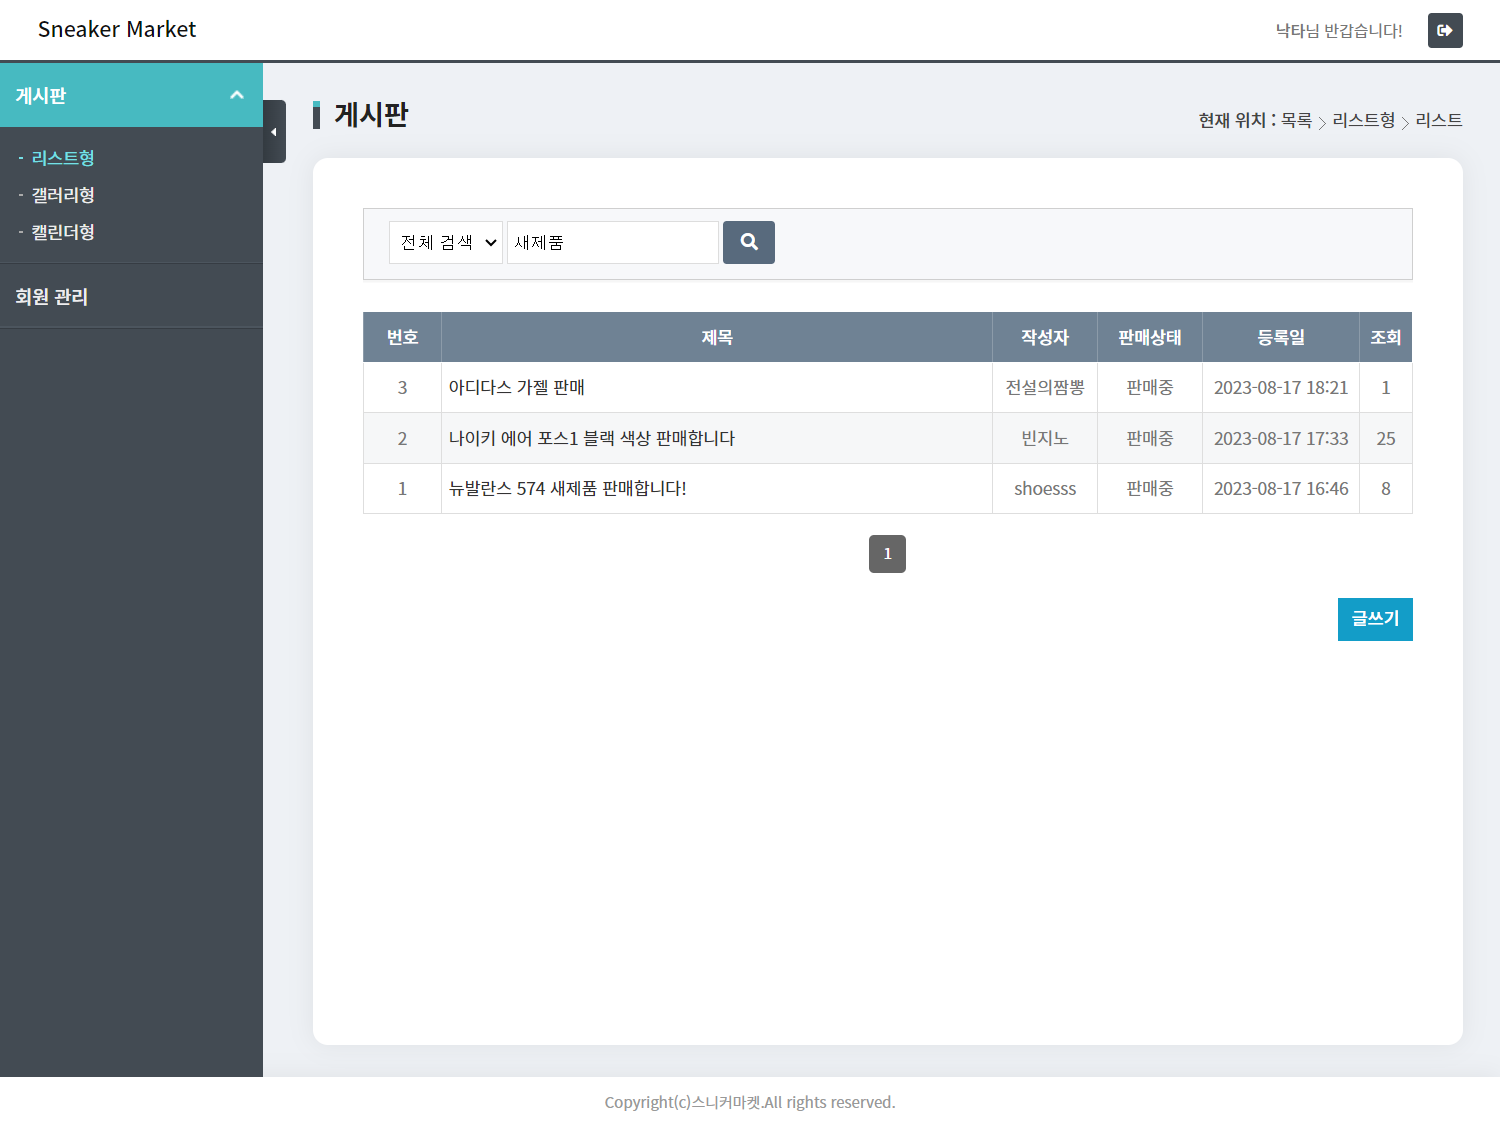 Sneaker Market
낙타님 반갑습니다!
게시판
- 리스트형
- 갤러리형
- 캘린더형
회원 관리
게시판
현재 위치 : 목록 > 리스트형 > 리스트
전체 검색 새제품
번호 제목 작성자 판매상태 등록일 조회
3 아디다스 가젤 판매 전설의짬뽕 판매중 2023-08-17 18:21 1
2 나이키 에어 포스1 블랙 색상 판매합니다 빈지노 판매중 2023-08-17 17:33 25
1 뉴발란스 574 새제품 판매합니다! shoesss 판매중 2023-08-17 16:46 8
1
글쓰기
Copyright(c)스니커마켓.All rights reserved.